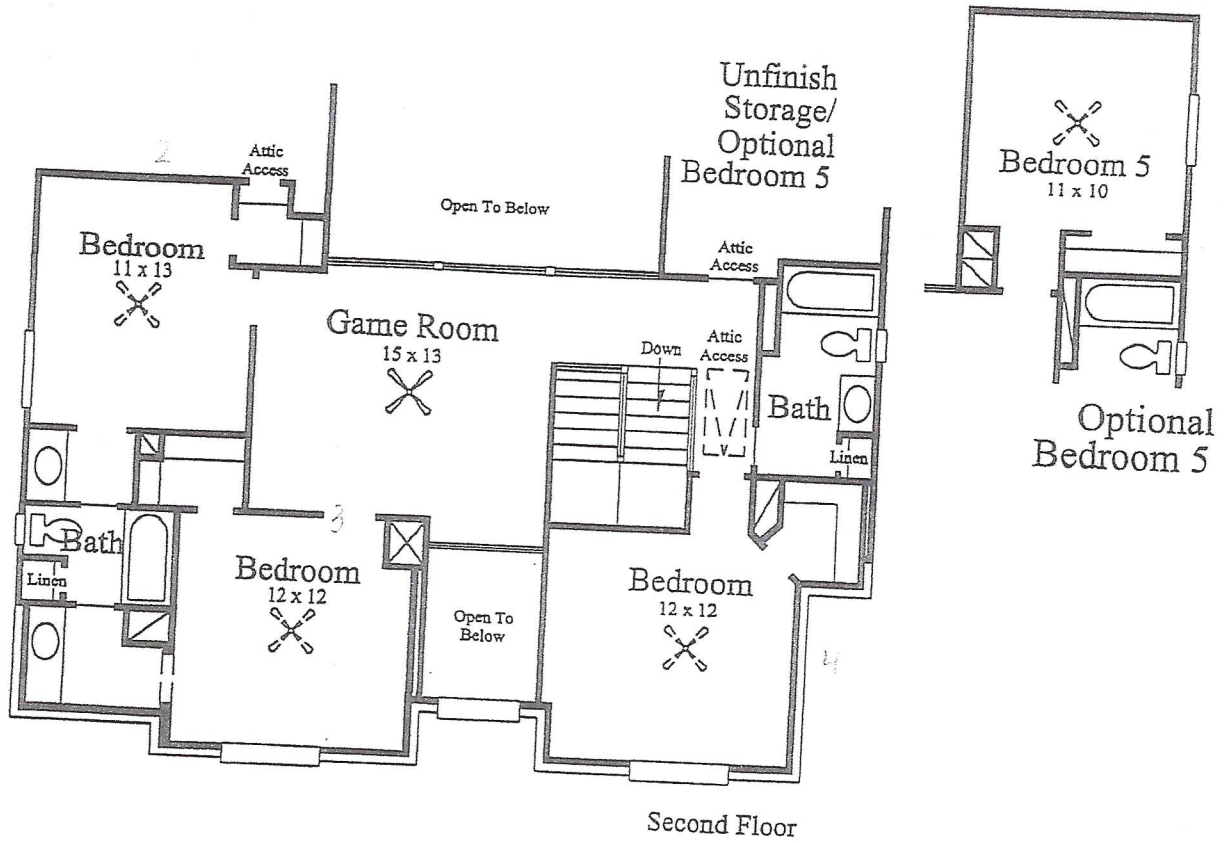 Unfinish
Storage/
Optional
Bedroom 5
Bedroom 5
11 x 10
2
Attic
Access
Open To Below
Bedroom
11 x 13
Attic
Access
Game Room
15 x 13
Down
Attic
Access
Bath
Linen
Optional
Bedroom 5
3
Bath
Linen
Bedroom
12 x 12
Open To
Below
Bedroom
12 x 12
4
Second Floor